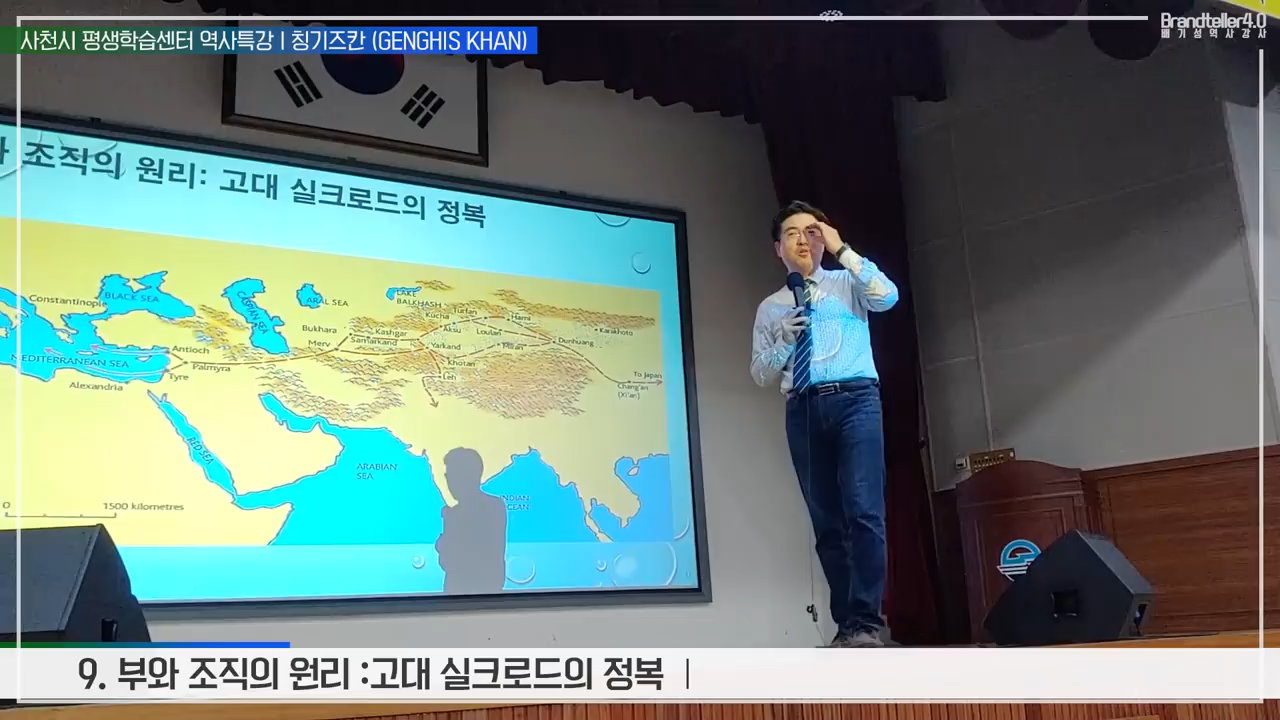 사천시 평생학습센터 역사특강 | 칭기즈칸 (GENGHIS KHAN)
Brandteller4.0
배기성역사강사
와 조직의 원리: 고대 실크로드의 정복
Constantinople
BLACK SEA
CASPIAN SEA
ARAL SEA
LAKE BALKHASH
Bukhara
Merv
Samarkand
Kashgar
Kucha
Aksu
Turfan
Loulan
Hami
Miran
Yarkand
Khotan
Leh
Dunhuang
Karakhoto
To Japan
Chang'an
(Xi'an)
Antioch
Palmyra
Tyre
MEDITERRANEAN SEA
Alexandria
RED SEA
ARABIAN
SEA
INDIAN
OCEAN
0 1500 kilometres
9. 부와 조직의 원리 :고대 실크로드의 정복 |